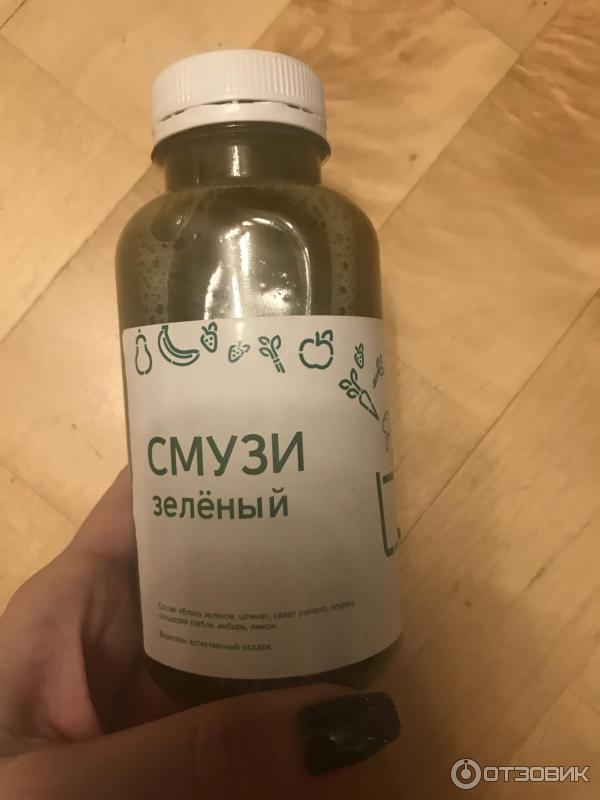 СМУЗИ
зелёный
Состав: яблоко зеленое, шпинат, салат романо, огурец,
сельдерей стебли, имбирь, лимон.
Возможен естественный осадок.
ОТЗОВИК